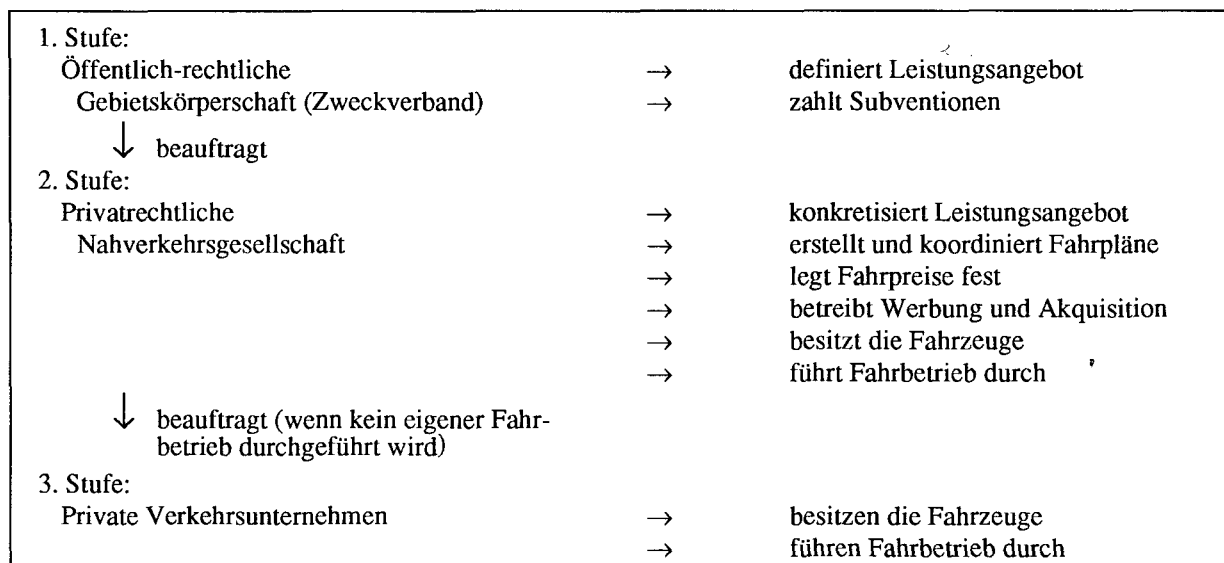 1. Stufe:
Öffentlich-rechtliche → definiert Leistungsangebot
Gebietskörperschaft (Zweckverband) → zahlt Subventionen
↓ beauftragt
2. Stufe:
Privatrechtliche → konkretisiert Leistungsangebot
Nahverkehrsgesellschaft → erstellt und koordiniert Fahrpläne
→ legt Fahrpreise fest
→ betreibt Werbung und Akquisition
→ besitzt die Fahrzeuge
→ führt Fahrbetrieb durch
↓ beauftragt (wenn kein eigener Fahr-
betrieb durchgeführt wird)
3. Stufe:
Private Verkehrsunternehmen → besitzen die Fahrzeuge
→ führen Fahrbetrieb durch